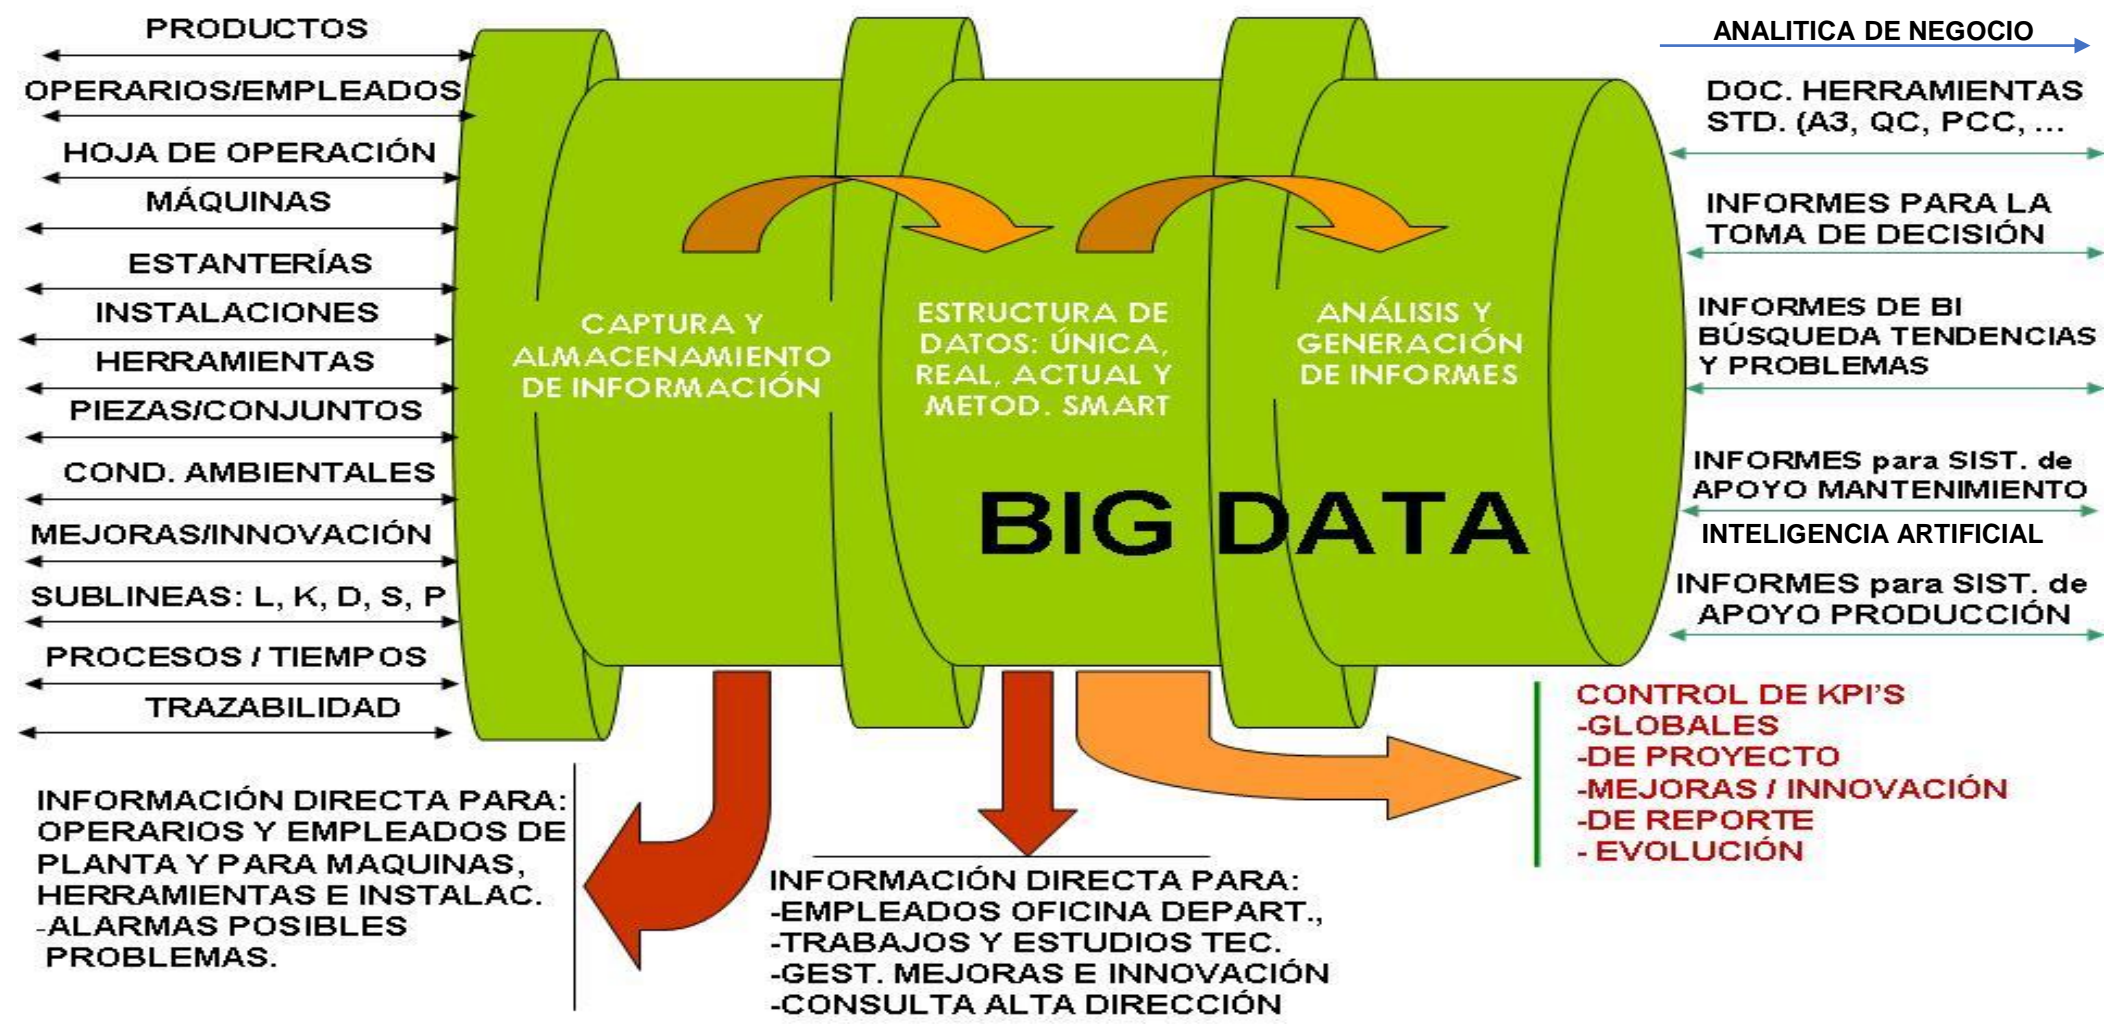 PRODUCTOS
OPERARIOS/EMPLEADOS
HOJA DE OPERACIÓN
MÁQUINAS
ESTANTERÍAS
INSTALACIONES
HERRAMIENTAS
PIEZAS/CONJUNTOS
COND. AMBIENTALES
MEJORAS/INNOVACIÓN
SUBLINEAS: L, K, D, S, P
PROCESOS / TIEMPOS
TRAZABILIDAD
CAPTURA Y
ALMACENAMIENTO
DE INFORMACIÓN
ESTRUCTURA DE
DATOS: ÚNICA,
REAL, ACTUAL Y
METOD. SMART
ANÁLISIS Y
GENERACIÓN
DE INFORMES
BIG DATA
ANALITICA DE NEGOCIO
DOC. HERRAMIENTAS
STD. (A3, QC, PCC, ...
INFORMES PARA LA
TOMA DE DECISIÓN
INFORMES DE BI
BÚSQUEDA TENDENCIAS
Y PROBLEMAS
INFORMES para SIST. de
APOYO MANTENIMIENTO
INTELIGENCIA ARTIFICIAL
INFORMES para SIST. de
APOYO PRODUCCIÓN
INFORMACIÓN DIRECTA PARA:
OPERARIOS Y EMPLEADOS DE
PLANTA Y PARA MAQUINAS,
HERRAMIENTAS E INSTALAC.
-ALARMAS POSIBLES
PROBLEMAS.
INFORMACIÓN DIRECTA PARA:
-EMPLEADOS OFICINA DEPART.,
-TRABAJOS Y ESTUDIOS TEC.
-GEST. MEJORAS E INNOVACIÓN
-CONSULTA ALTA DIRECCIÓN
CONTROL DE KPI'S
-GLOBALES
-DE PROYECTO
-MEJORAS / INNOVACIÓN
-DE REPORTE
- EVOLUCIÓN